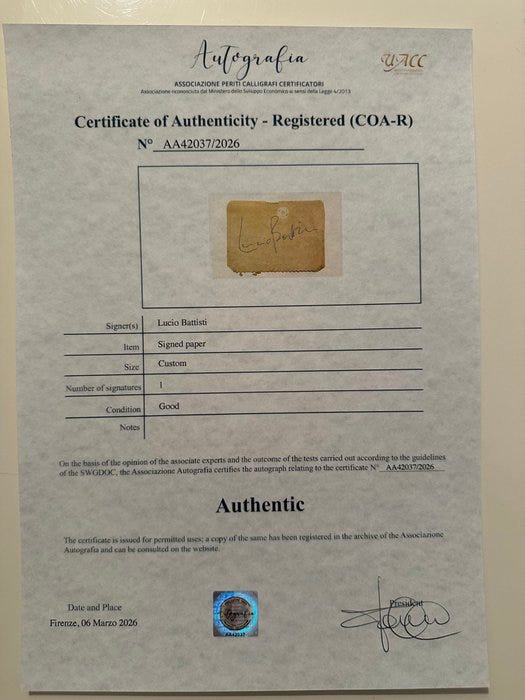 Autografia
UACC
ASSOCIAZIONE PERITI CALLIGRAFI CERTIFICATORI
Associazione riconosciuta dal Ministero dello Sviluppo Economico ai sensi della Legge 4/2013
Certificate of Authenticity - Registered (COA-R)
N° AA42037/2026
Lucio Battisti
Signer(s) Lucio Battisti
Item Signed paper
Size Custom
Number of signatures 1
Condition Good
Notes
On the basis of the opinion of the associate experts and the outcome of the tests carried out according to the guidelines
of the SWGDOC, the Associazione Autografia certifies the autograph relating to the certificate N° AA42037/2026
Authentic
The certificate is issued for permitted uses; a copy of the same has been registered in the archive of the Associazione
Autografia and can be consulted on the website.
Date and Place
Firenze, 06 Marzo 2026
Autografia
AA42037
President